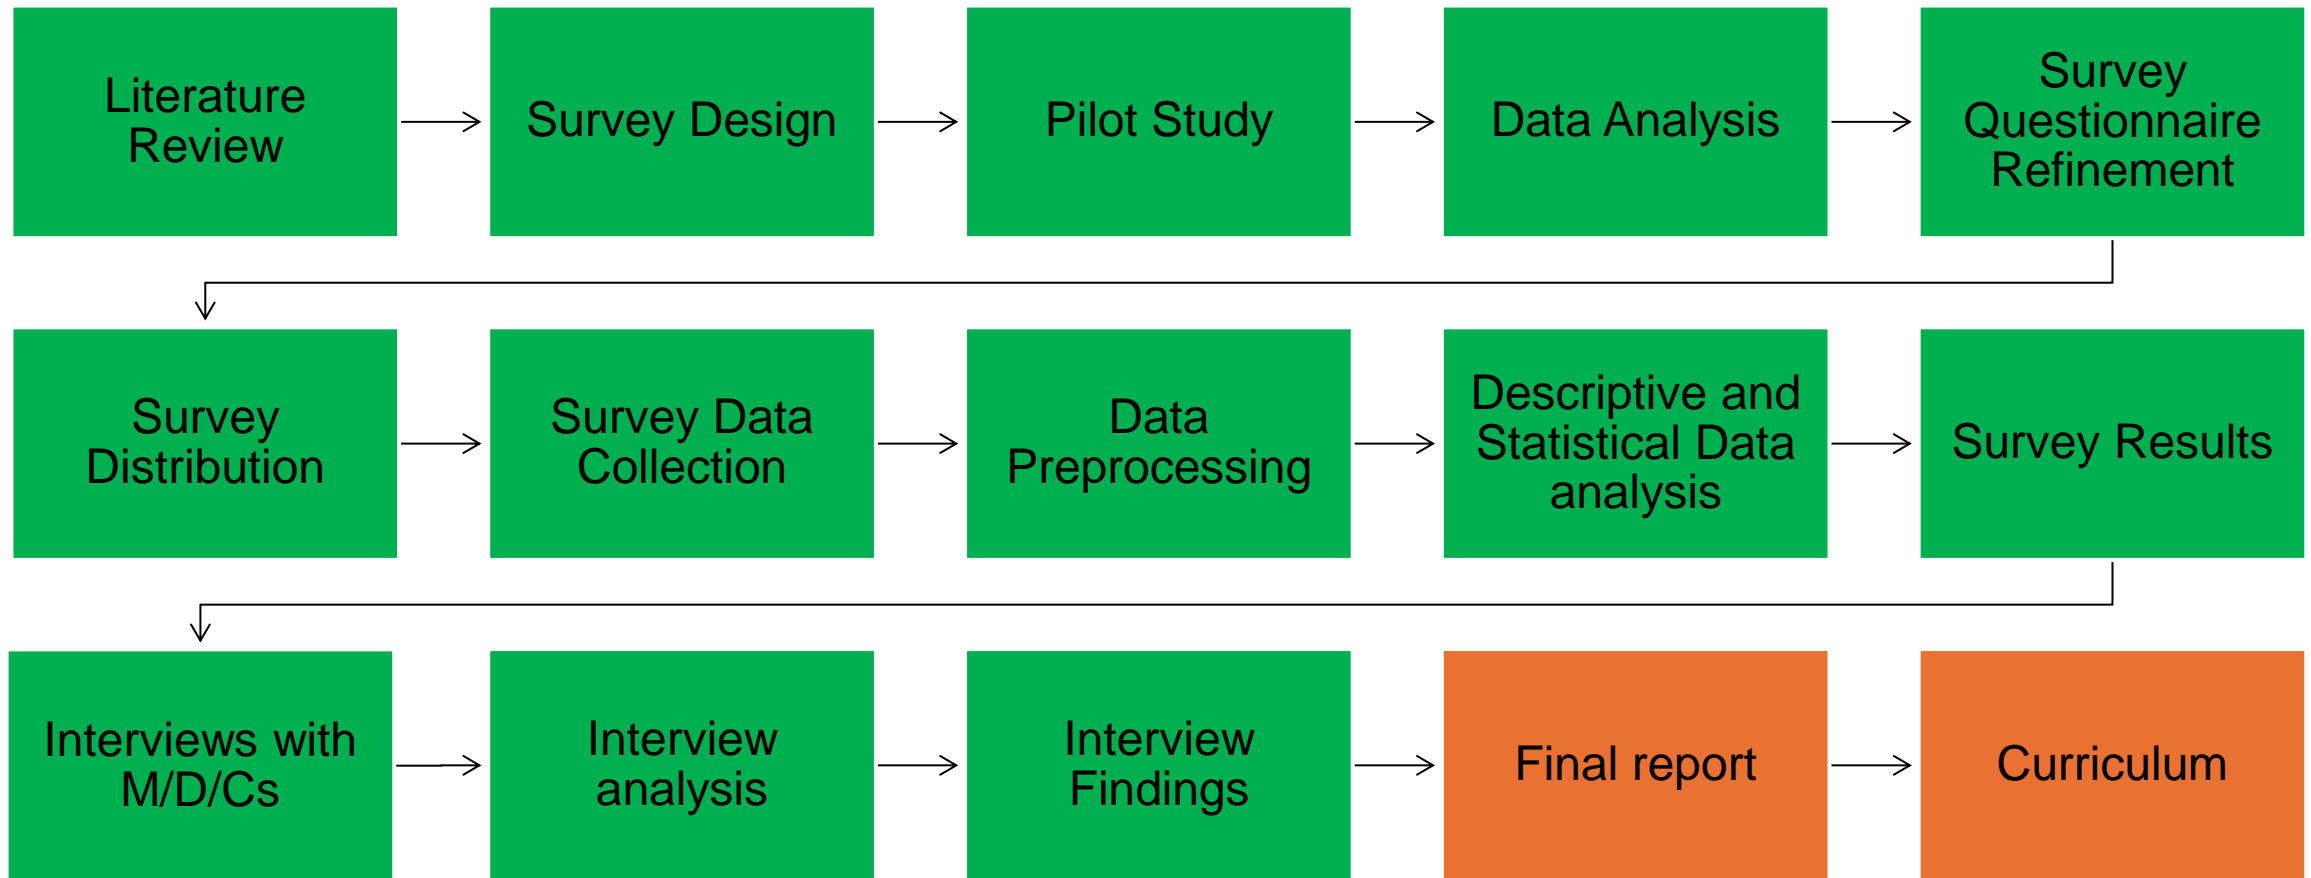 Literature
Review
Survey Design
Pilot Study
Data Analysis
Survey
Questionnaire
Refinement
Survey
Distribution
Survey Data
Collection
Data
Preprocessing
Descriptive and
Statistical Data
analysis
Survey Results
Interviews with
M/D/Cs
Interview
analysis
Interview
Findings
Final report
Curriculum